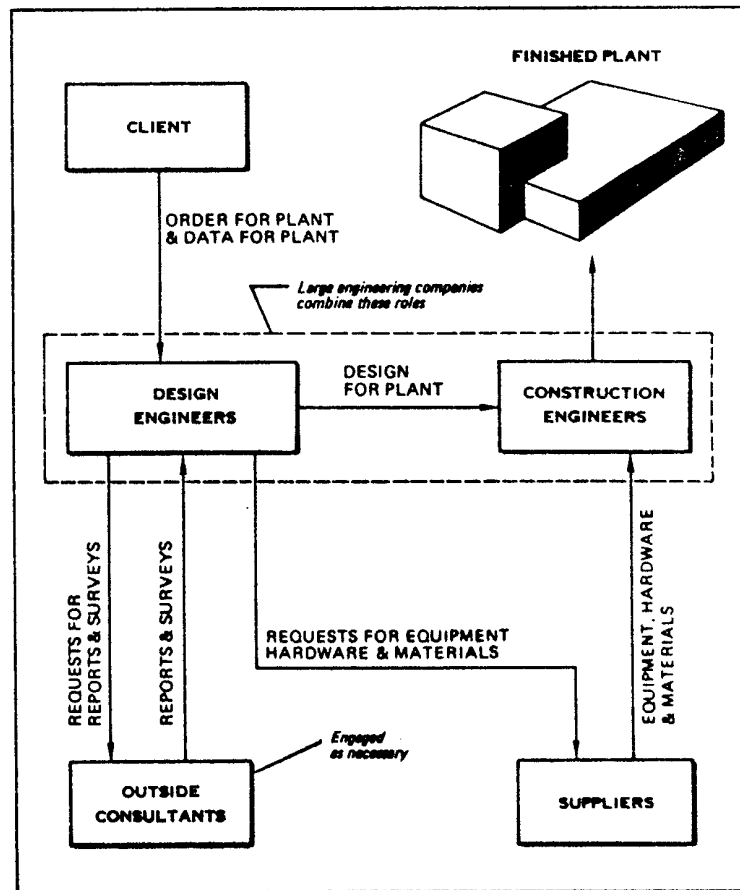 FINISHED PLANT
CLIENT
ORDER FOR PLANT
& DATA FOR PLANT
Large engineering companies
combine these roles
DESIGN
ENGINEERS
DESIGN
FOR PLANT
CONSTRUCTION
ENGINEERS
REQUESTS FOR
REPORTS & SURVEYS
REPORTS & SURVEYS
REQUESTS FOR EQUIPMENT
HARDWARE & MATERIALS
EQUIPMENT, HARDWARE
& MATERIALS
Engaged
as necessary
OUTSIDE
CONSULTANTS
SUPPLIERS